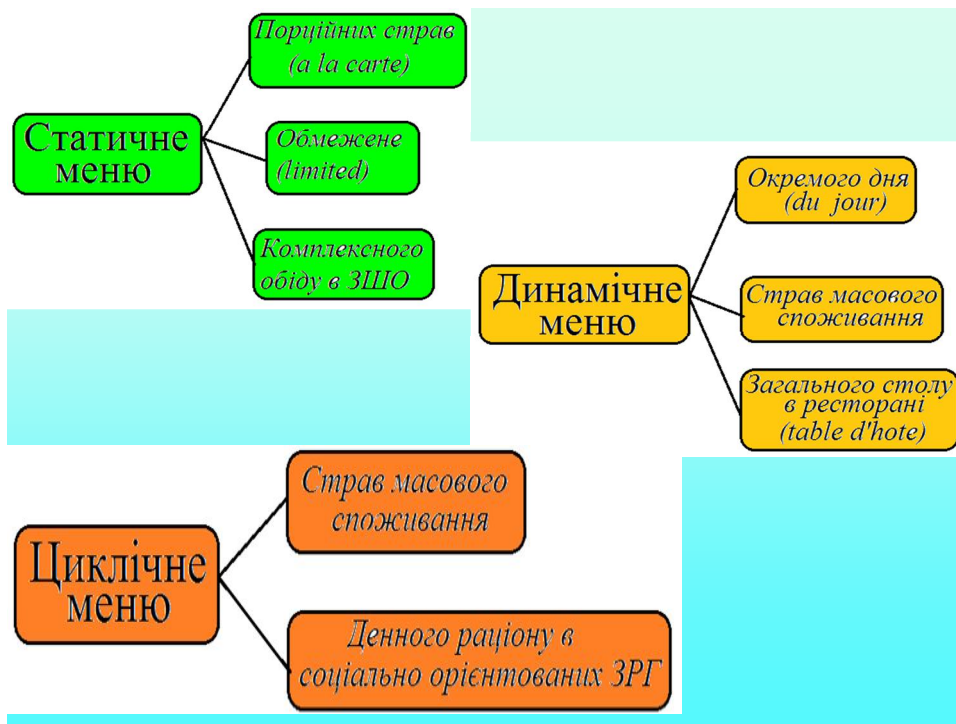 Статичне
меню
Порційних страв
(a la carte)
Обмежене
(limited)
Комплексного
обіду в ЗШО
Динамічне
меню
Окремого дня
(du jour)
Страв масового
споживання
Загального столу
в ресторані
(table d'hote)
Циклічне
меню
Страв масового
споживання
Денного раціону в
соціально орієнтованих ЗРГ